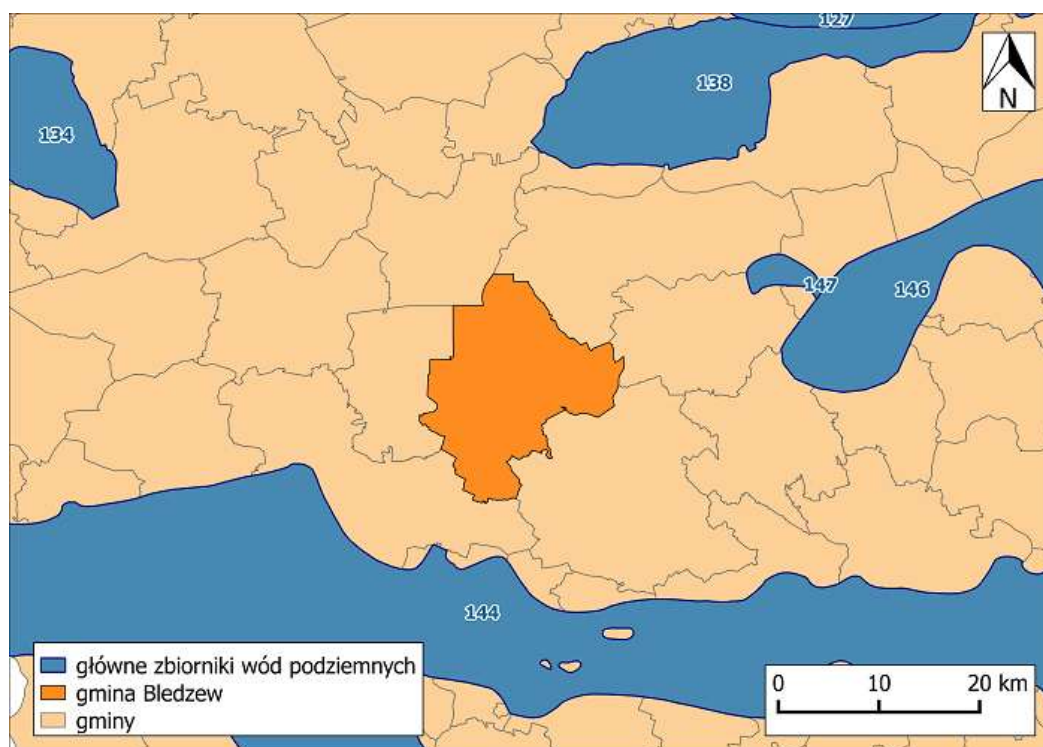 127
138
134
N
147
146
144
główne zbiorniki wód podziemnych
gmina Bledzew
gminy
0 10 20 km